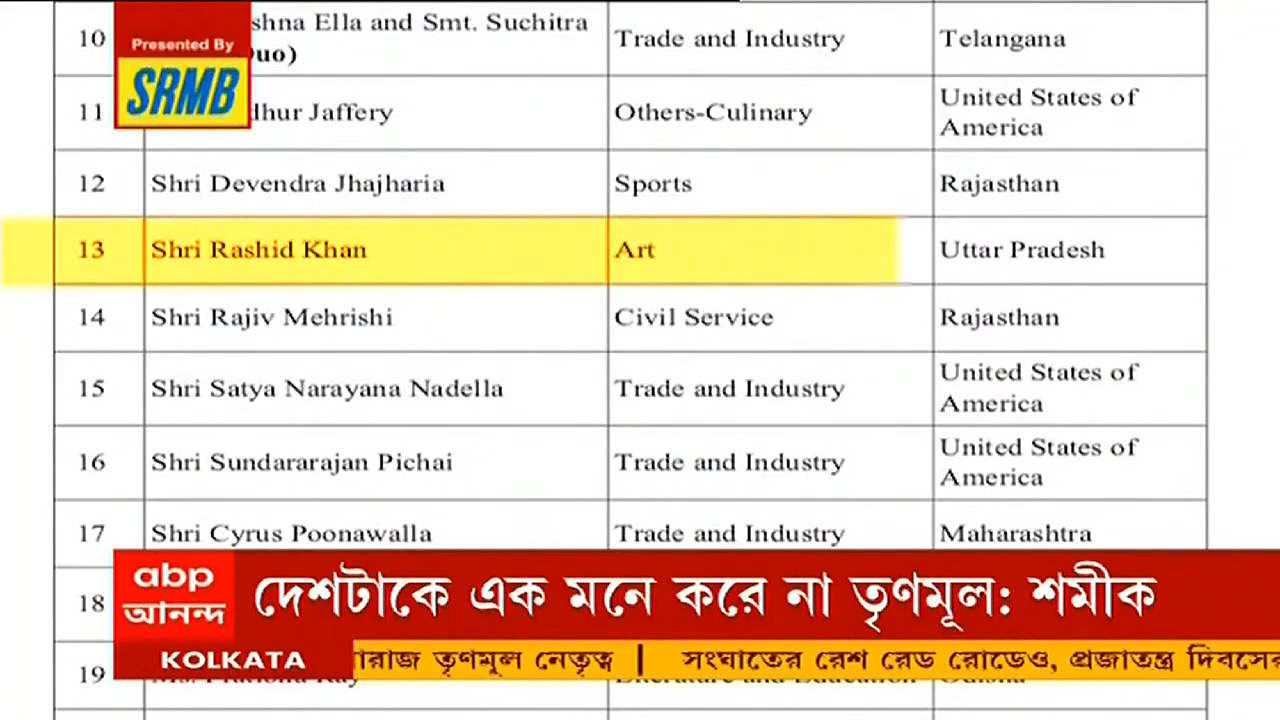 Presented By
SRMB
10 shna Ella and Smt. Suchitra Trade and Industry Telangana
uo)
11 dhur Jaffery Others-Culinary United States of
America
12 Shri Devendra Jhajharia Sports Rajasthan
13 Shri Rashid Khan Art Uttar Pradesh
14 Shri Rajiv Mehrishi Civil Service Rajasthan
15 Shri Satya Narayana Nadella Trade and Industry United States of
America
16 Shri Sundararajan Pichai Trade and Industry United States of
America
17 Shri Cyrus Poonawalla Trade and Industry Maharashtra
18
19
abp
আনন্দ
দেশটাকে এক মনে করে না তৃণমূল: শমীক
KOLKATA
ারাজ তৃণমূল নেতৃত্ব | সংঘাতের রেশ রেড রোডেও, প্রজাতন্ত্র দিবসের